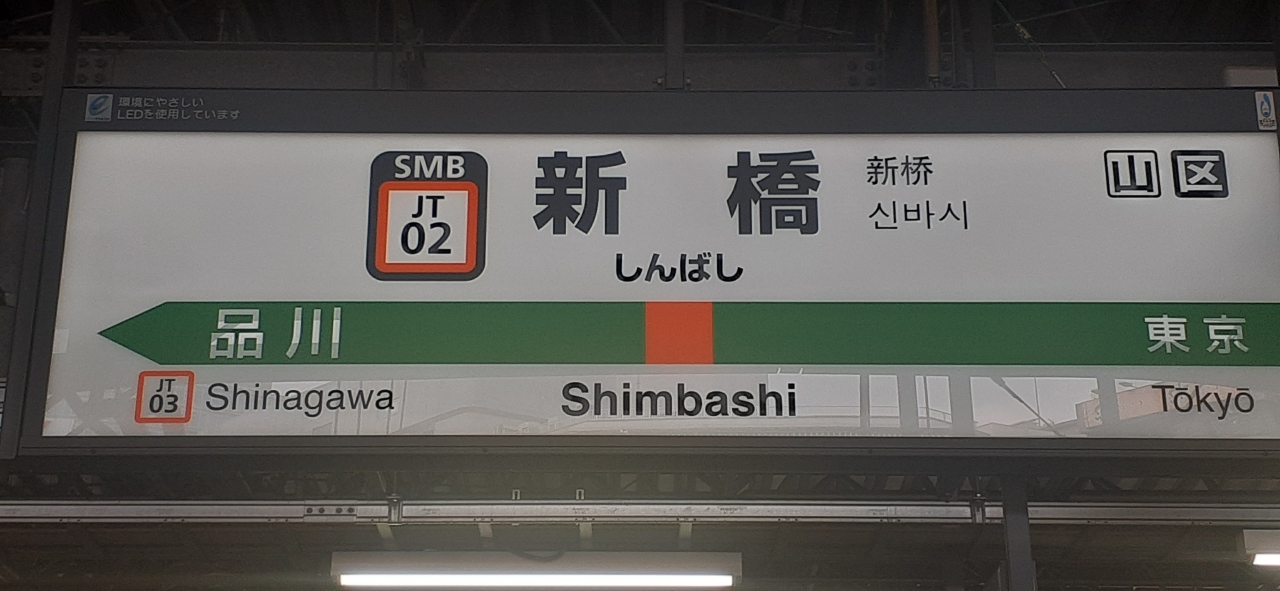 環境にやさしい
LEDを使用しています
SMB
JT
02
新橋
新桥
신바시
山 区
しんばし
品川 東京
JT
03
Shinagawa Shimbashi Tōkyō